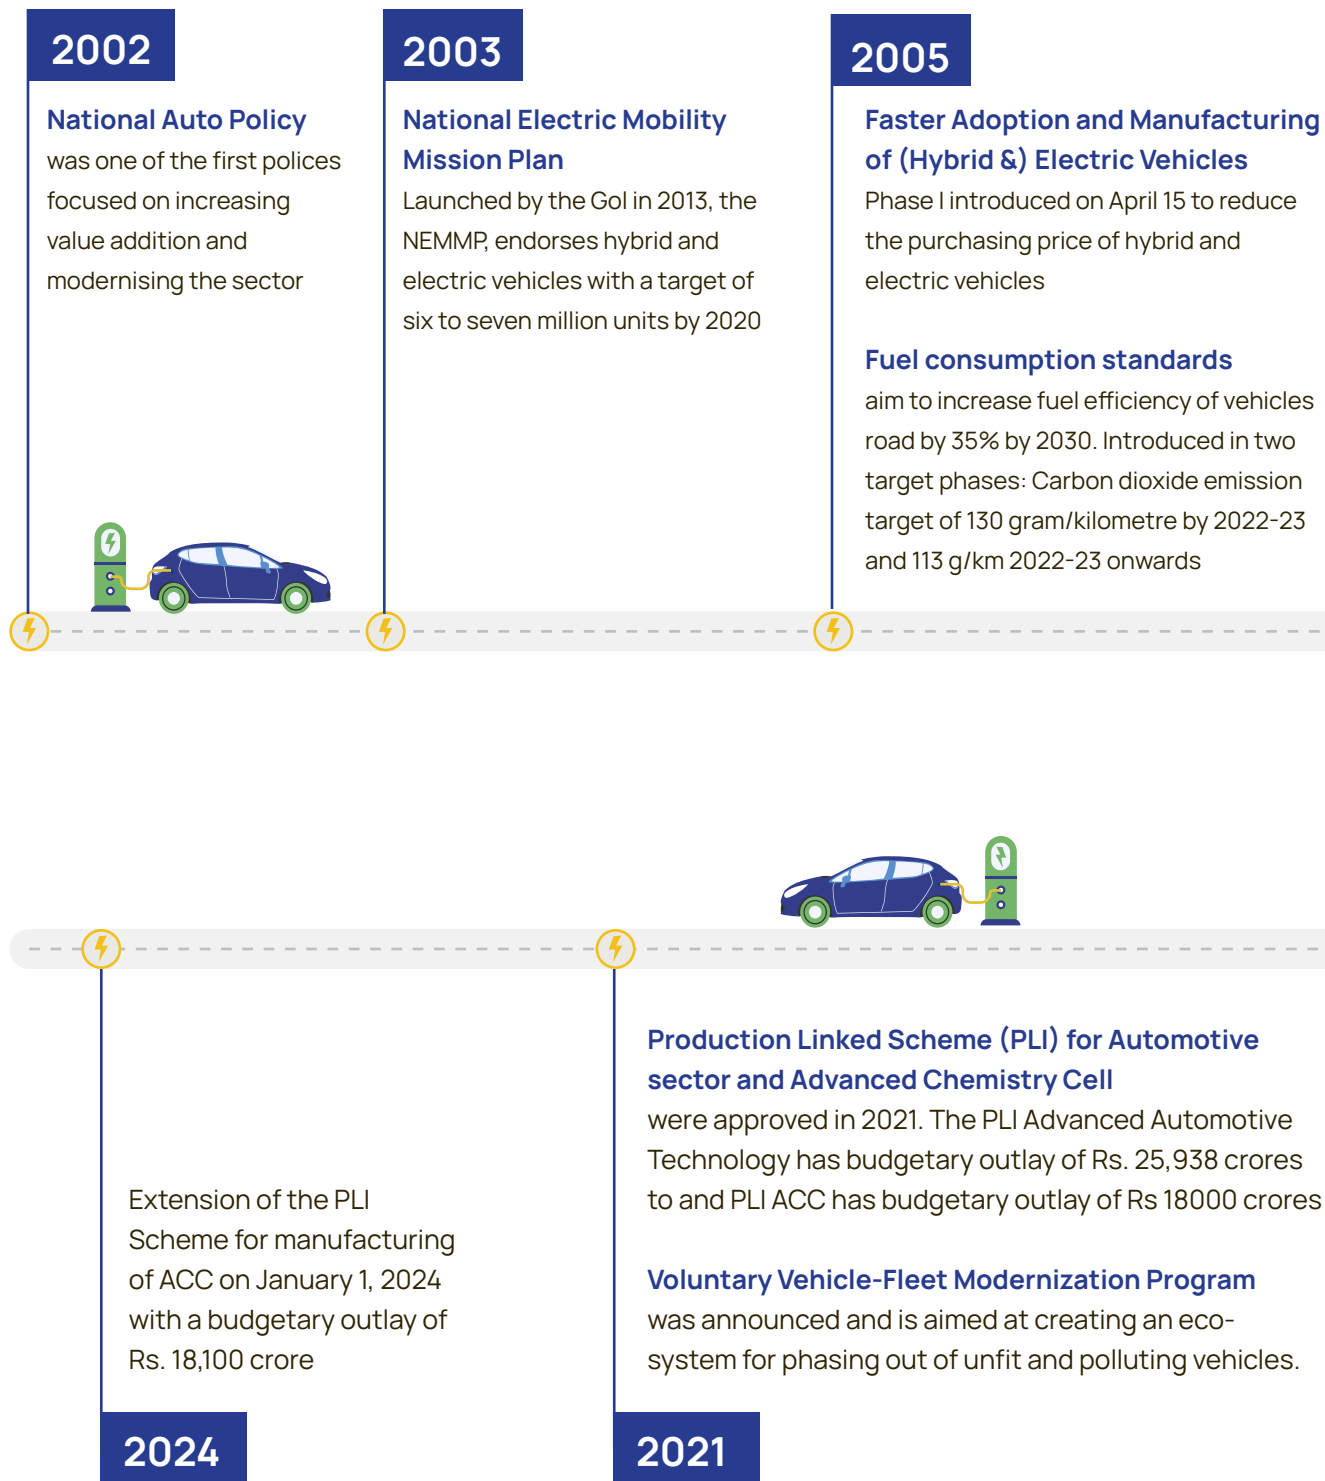 2002
National Auto Policy
was one of the first polices
focused on increasing
value addition and
modernising the sector
2003
National Electric Mobility
Mission Plan
Launched by the GoI in 2013, the
NEMMP, endorses hybrid and
electric vehicles with a target of
six to seven million units by 2020
2005
Faster Adoption and Manufacturing
of (Hybrid &) Electric Vehicles
Phase I introduced on April 15 to reduce
the purchasing price of hybrid and
electric vehicles
Fuel consumption standards
aim to increase fuel efficiency of vehicles
road by 35% by 2030. Introduced in two
target phases: Carbon dioxide emission
target of 130 gram/kilometre by 2022-23
and 113 g/km 2022-23 onwards
Extension of the PLI
Scheme for manufacturing
of ACC on January 1, 2024
with a budgetary outlay of
Rs. 18,100 crore
2024
Production Linked Scheme (PLI) for Automotive
sector and Advanced Chemistry Cell
were approved in 2021. The PLI Advanced Automotive
Technology has budgetary outlay of Rs. 25,938 crores
to and PLI ACC has budgetary outlay of Rs 18000 crores
Voluntary Vehicle-Fleet Modernization Program
was announced and is aimed at creating an eco-
system for phasing out of unfit and polluting vehicles.
2021